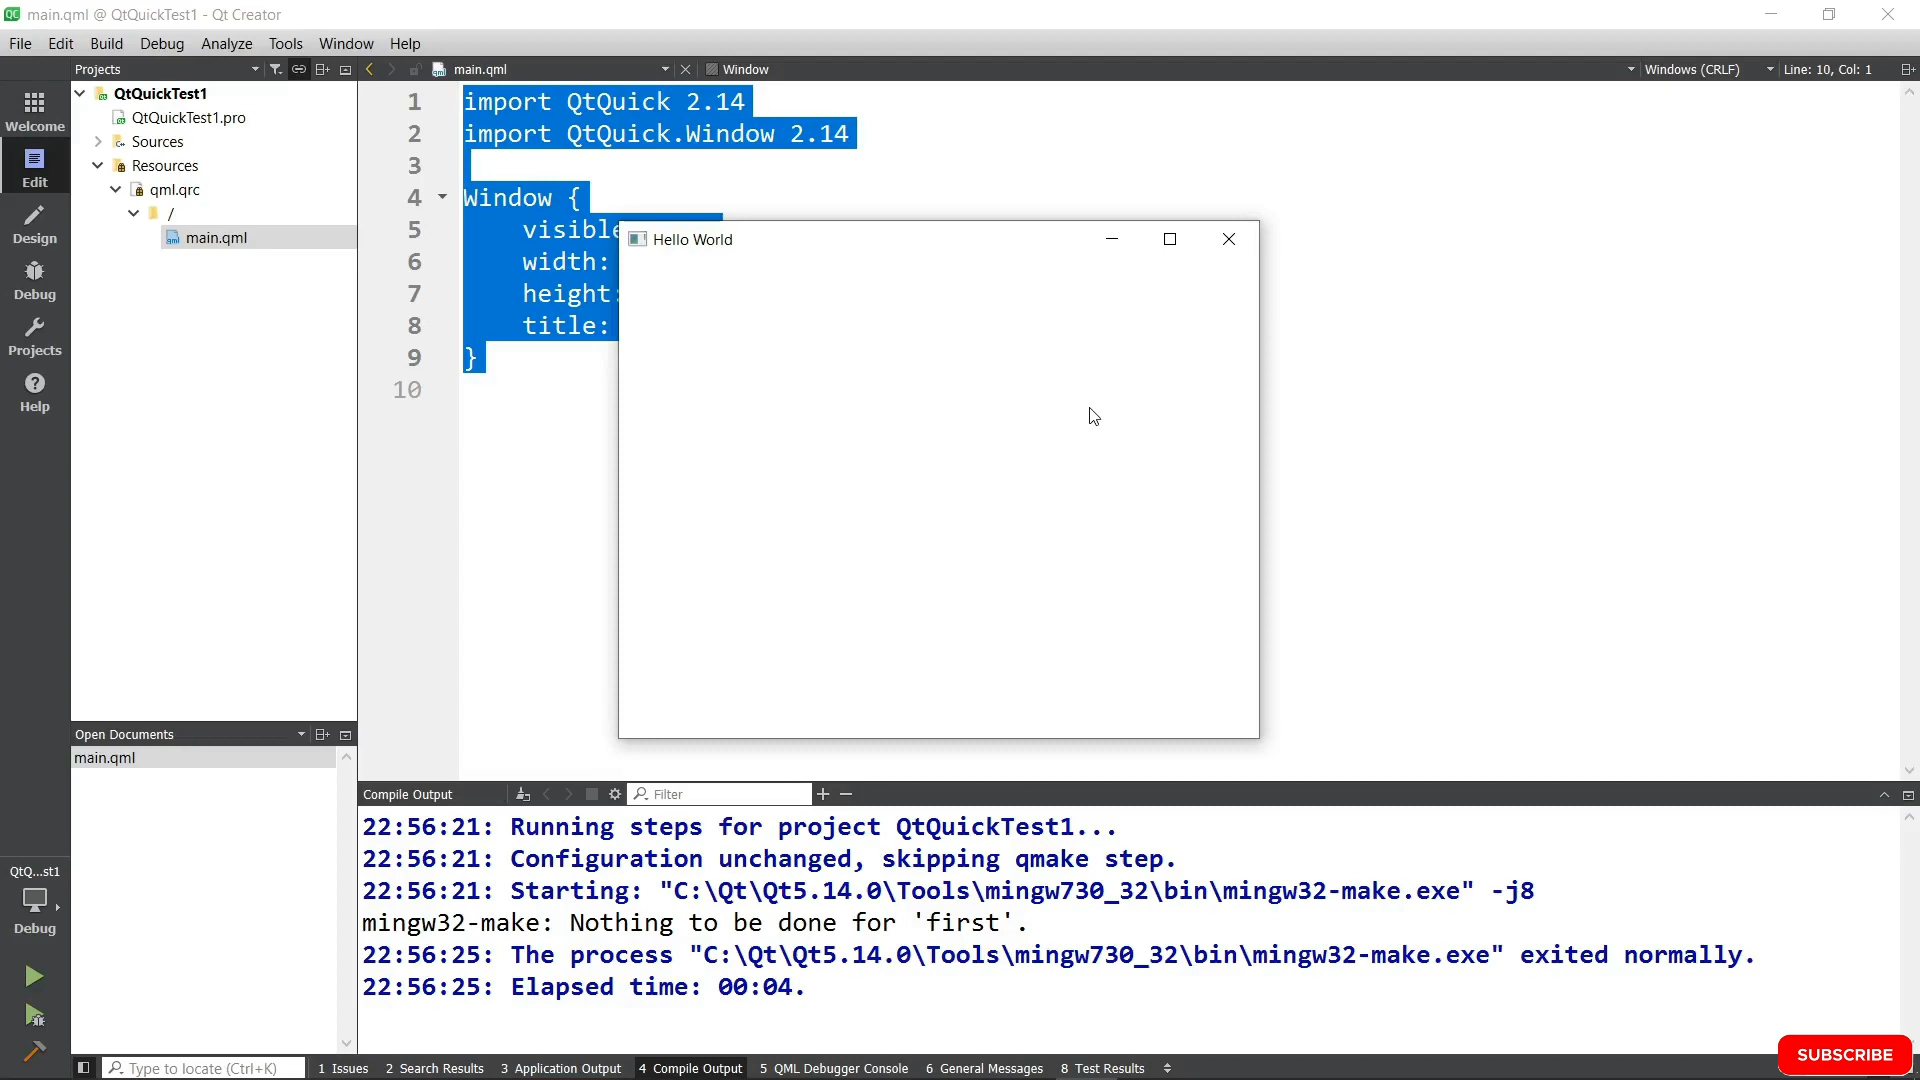 main.qml @ QtQuickTest1 - Qt Creator
File Edit Build Debug Analyze Tools Window Help
Projects
main.qml
Window
Windows (CRLF)
Line: 10, Col: 1
Welcome
Edit
Design
Debug
Projects
Help
QtQuickTest1
QtQuickTest1.pro
Sources
Resources
qml.qrc
/
main.qml
1 import QtQuick 2.14
2 import QtQuick.Window 2.14
3
4 Window {
5 visible
6 width:
7 height:
8 title:
9 }
10
Hello World
Open Documents
main.qml
Compile Output
Filter
22:56:21: Running steps for project QtQuickTest1...
22:56:21: Configuration unchanged, skipping qmake step.
22:56:21: Starting: "C:\Qt\Qt5.14.0\Tools\mingw730_32\bin\mingw32-make.exe" -j8
mingw32-make: Nothing to be done for 'first'.
22:56:25: The process "C:\Qt\Qt5.14.0\Tools\mingw730_32\bin\mingw32-make.exe" exited normally.
22:56:25: Elapsed time: 00:04.
QtQ...st1
Debug
Type to locate (Ctrl+K)
1 Issues 2 Search Results 3 Application Output 4 Compile Output 5 QML Debugger Console 6 General Messages 8 Test Results
SUBSCRIBE